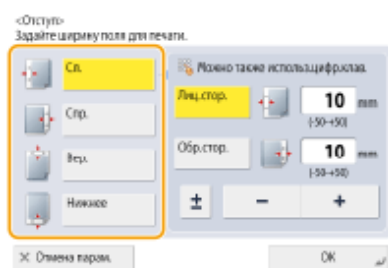 <Отступ>
Задайте ширину поля для печати.
Сл.
Спр.
Вер.
Нижнее
Можно также использ.цифр.клав.
Лиц.стор.
10 mm
(-50~+50)
Обр.стор.
10 mm
(-50~+50)
± − +
× Отмена парам.
OK